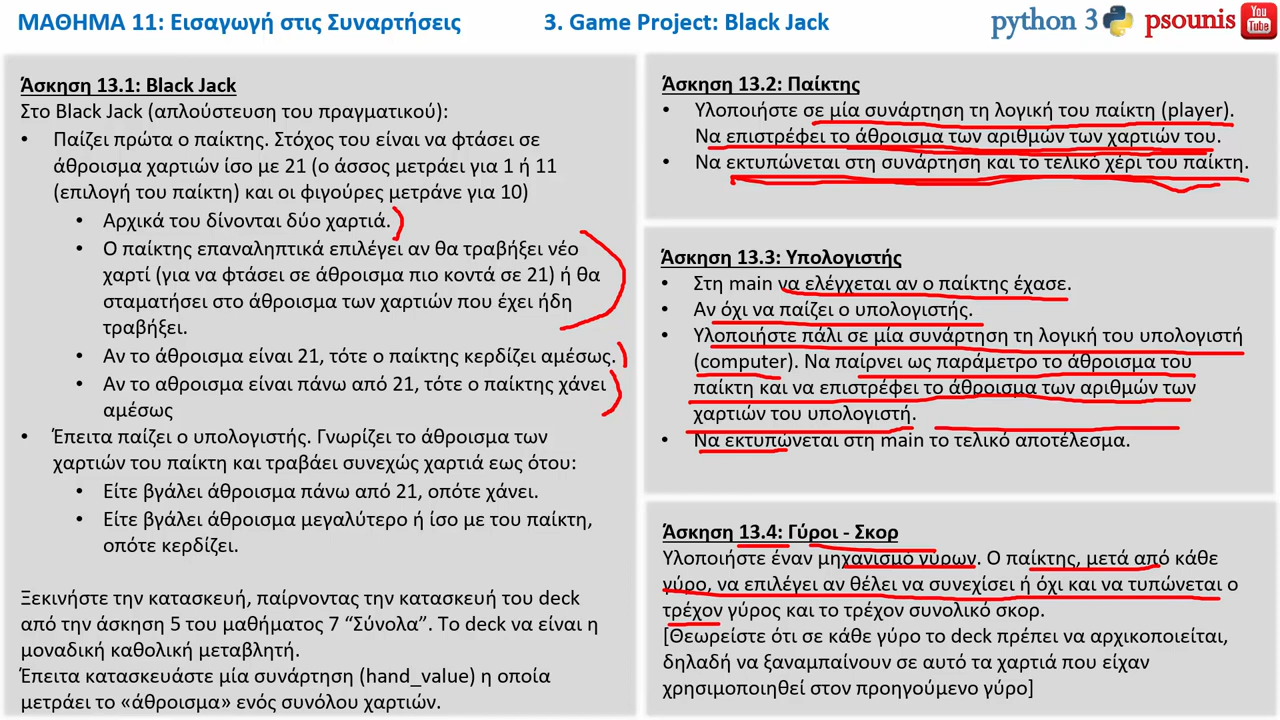 ΜΑΘΗΜΑ 11: Εισαγωγή στις Συναρτήσεις
3. Game Project: Black Jack
python 3 psounis You Tube
Άσκηση 13.1: Black Jack
Στο Black Jack (απλούστευση του πραγματικού):
• Παίζει πρώτα ο παίκτης. Στόχος του είναι να φτάσει σε
άθροισμα χαρτιών ίσο με 21 (ο άσσος μετράει για 1 ή 11
(επιλογή του παίκτη) και οι φιγούρες μετράνε για 10)
• Αρχικά του δίνονται δύο χαρτιά.
• Ο παίκτης επαναληπτικά επιλέγει αν θα τραβήξει νέο
χαρτί (για να φτάσει σε άθροισμα πιο κοντά σε 21) ή θα
σταματήσει στο άθροισμα των χαρτιών που έχει ήδη
τραβήξει.
• Αν το άθροισμα είναι 21, τότε ο παίκτης κερδίζει αμέσως.
• Αν το αθροισμα είναι πάνω από 21, τότε ο παίκτης χάνει
αμέσως
• Έπειτα παίζει ο υπολογιστής. Γνωρίζει το άθροισμα των
χαρτιών του παίκτη και τραβάει συνεχώς χαρτιά εως ότου:
• Είτε βγάλει άθροισμα πάνω από 21, οπότε χάνει.
• Είτε βγάλει άθροισμα μεγαλύτερο ή ίσο με του παίκτη,
οπότε κερδίζει.
Ξεκινήστε την κατασκευή, παίρνοντας την κατασκευή του deck
από την άσκηση 5 του μαθήματος 7 “Σύνολα”. Το deck να είναι η
μοναδική καθολική μεταβλητή.
Έπειτα κατασκευάστε μία συνάρτηση (hand_value) η οποία
μετράει το «άθροισμα» ενός συνόλου χαρτιών.
Άσκηση 13.2: Παίκτης
• Υλοποιήστε σε μία συνάρτηση τη λογική του παίκτη (player).
Να επιστρέφει το άθροισμα των αριθμών των χαρτιών του.
• Να εκτυπώνεται στη συνάρτηση και το τελικό χέρι του παίκτη.
Άσκηση 13.3: Υπολογιστής
• Στη main να ελέγχεται αν ο παίκτης έχασε.
• Αν όχι να παίζει ο υπολογιστής.
• Υλοποιήστε πάλι σε μία συνάρτηση τη λογική του υπολογιστή
(computer). Να παίρνει ως παράμετρο το άθροισμα του
παίκτη και να επιστρέφει το άθροισμα των αριθμών των
χαρτιών του υπολογιστή.
• Να εκτυπώνεται στη main το τελικό αποτέλεσμα.
Άσκηση 13.4: Γύροι - Σκορ
Υλοποιήστε έναν μηχανισμό γύρων. Ο παίκτης, μετά από κάθε
γύρο, να επιλέγει αν θέλει να συνεχίσει ή όχι και να τυπώνεται ο
τρέχον γύρος και το τρέχον συνολικό σκορ.
[Θεωρείστε ότι σε κάθε γύρο το deck πρέπει να αρχικοποιείται,
δηλαδή να ξαναμπαίνουν σε αυτό τα χαρτιά που είχαν
χρησιμοποιηθεί στον προηγούμενο γύρο]